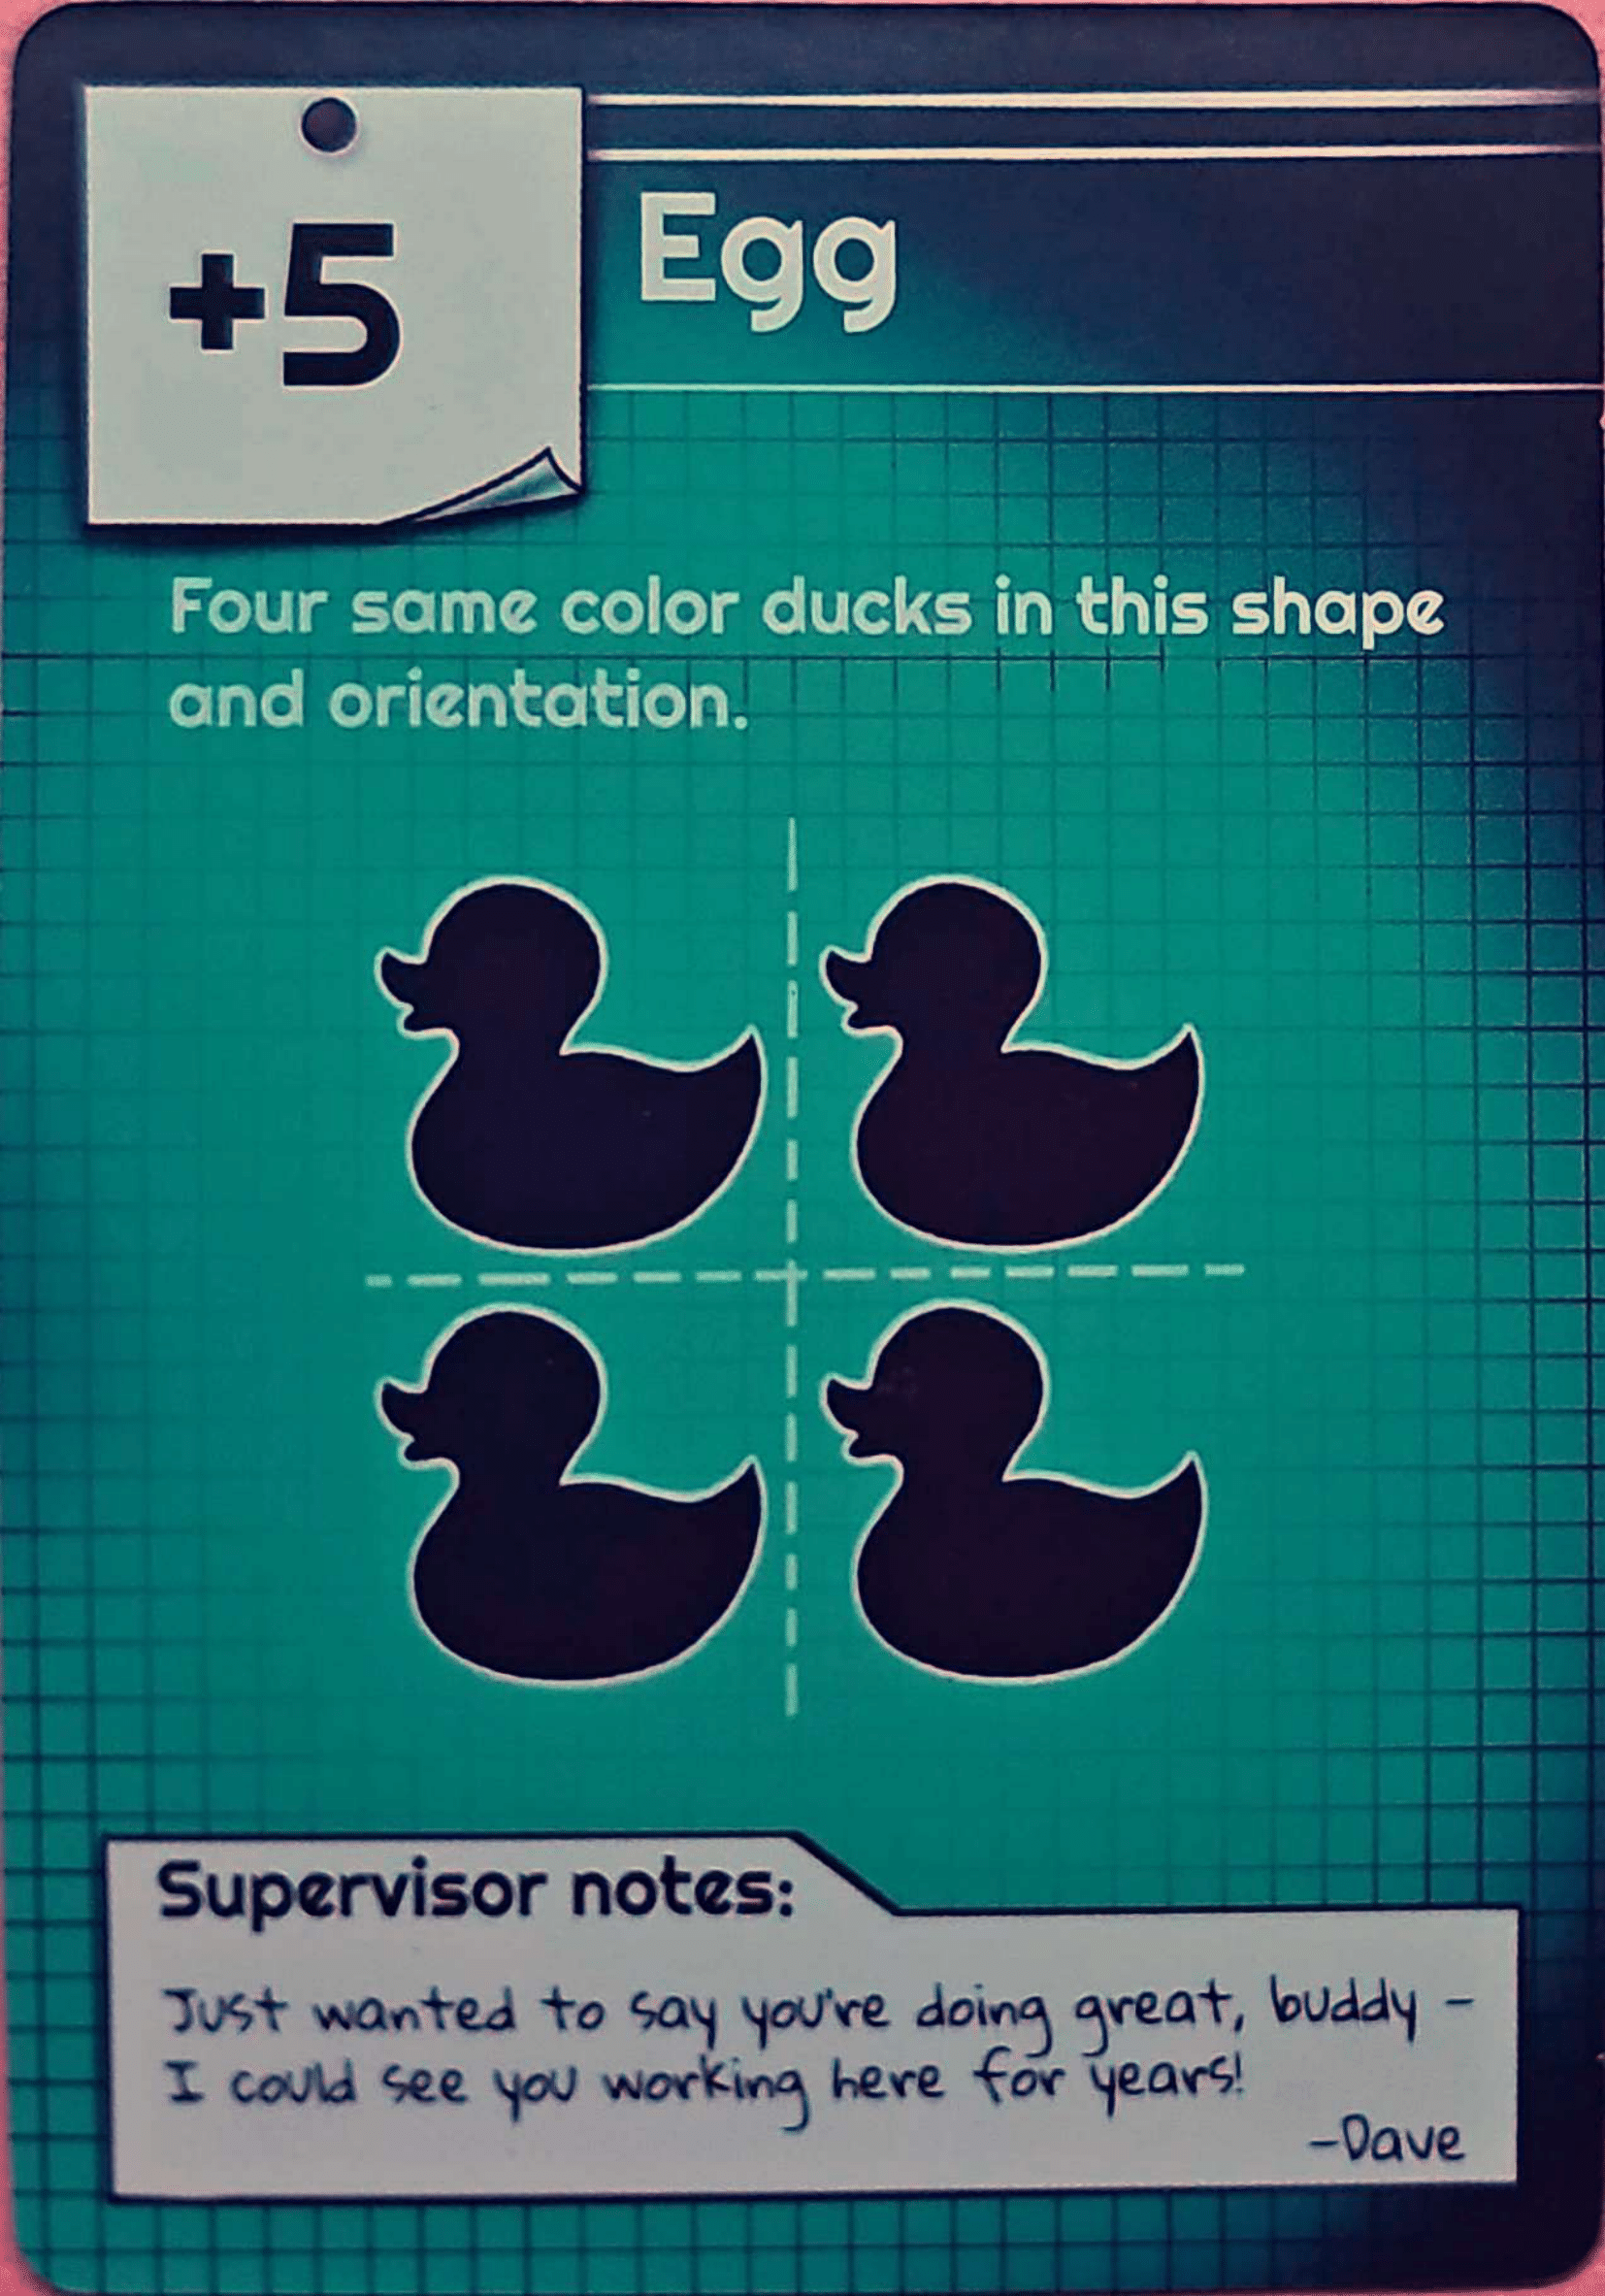 +5
Egg
Four same color ducks in this shape
and orientation.
Supervisor notes:
Just wanted to say you're doing great, buddy -
I could see you working here for years!
-Dave